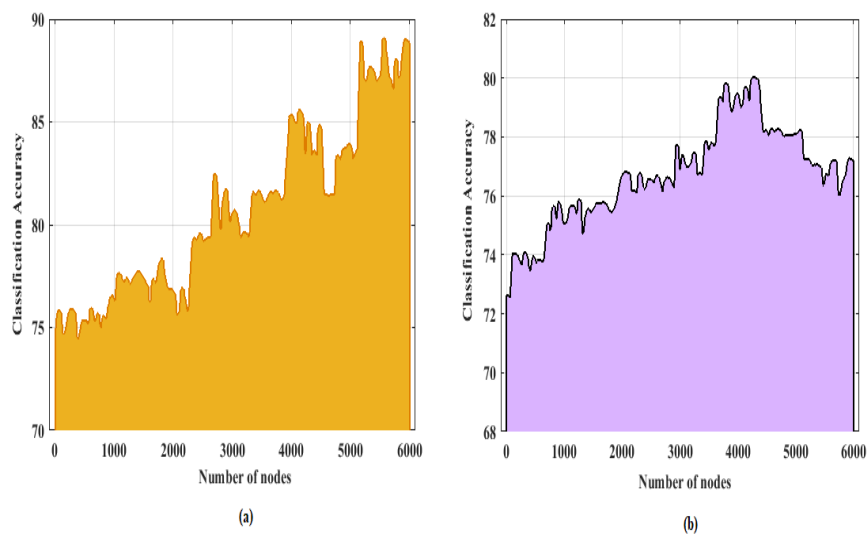 90
85
80
75
70
Classification Accuracy
0 1000 2000 3000 4000 5000 6000
Number of nodes
(a)
82
80
78
76
74
72
70
68
Classification Accuracy
0 1000 2000 3000 4000 5000 6000
Number of nodes
(b)